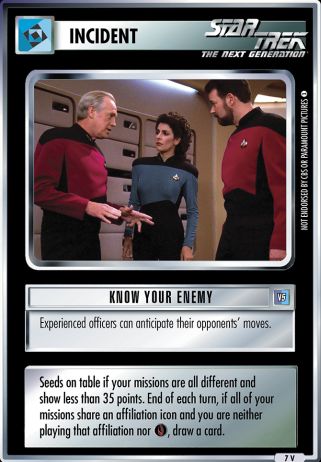 INCIDENT
STAR TREK
THE NEXT GENERATION
NOT ENDORSED BY CBS OR PARAMOUNT PICTURES
KNOW YOUR ENEMY
Experienced officers can anticipate their opponents' moves.
Seeds on table if your missions are all different and
show less than 35 points. End of each turn, if all of your
missions share an affiliation icon and you are neither
playing that affiliation nor , draw a card.
7 V